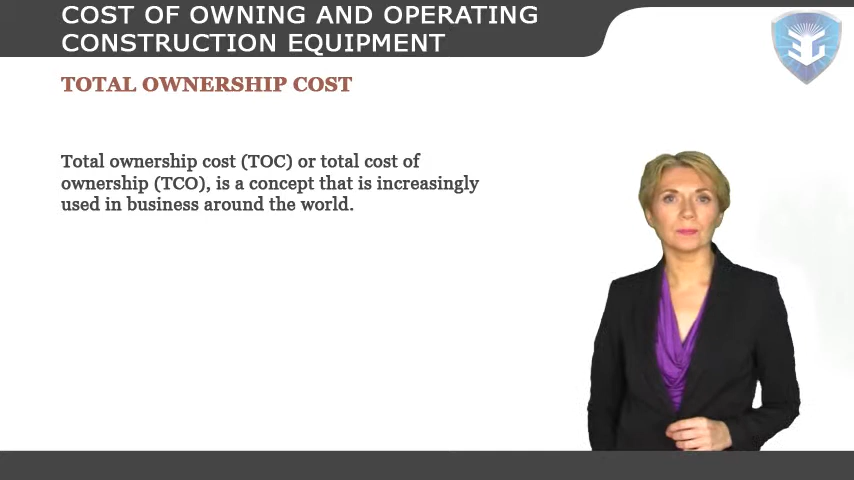 COST OF OWNING AND OPERATING
CONSTRUCTION EQUIPMENT
TOTAL OWNERSHIP COST
Total ownership cost (TOC) or total cost of
ownership (TCO), is a concept that is increasingly
used in business around the world.